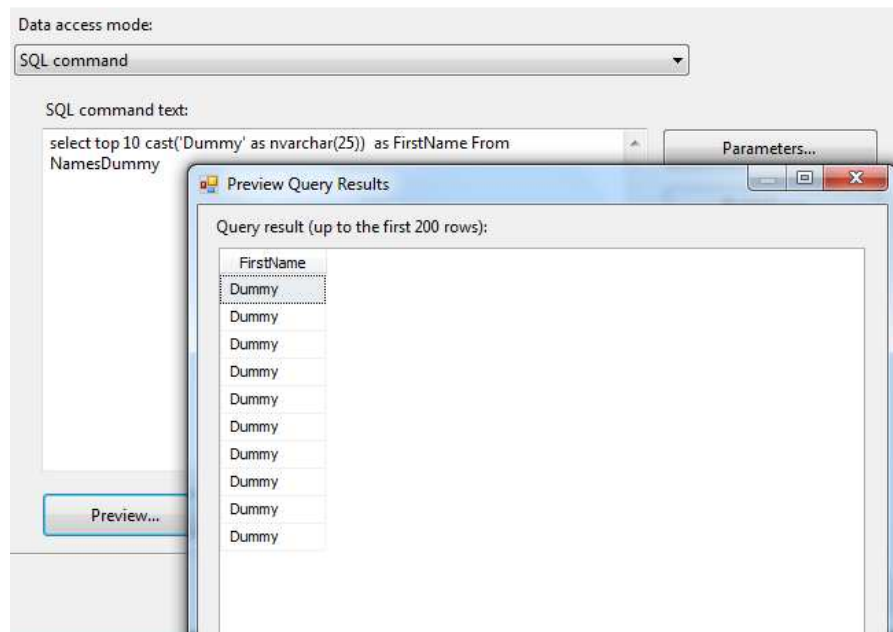 Data access mode:
SQL command
SQL command text:
select top 10 cast('Dummy' as nvarchar(25))  as FirstName From
NamesDummy
Parameters...
Preview Query Results
Query result (up to the first 200 rows):
FirstName
Dummy
Dummy
Dummy
Dummy
Dummy
Dummy
Dummy
Dummy
Dummy
Dummy
Preview...